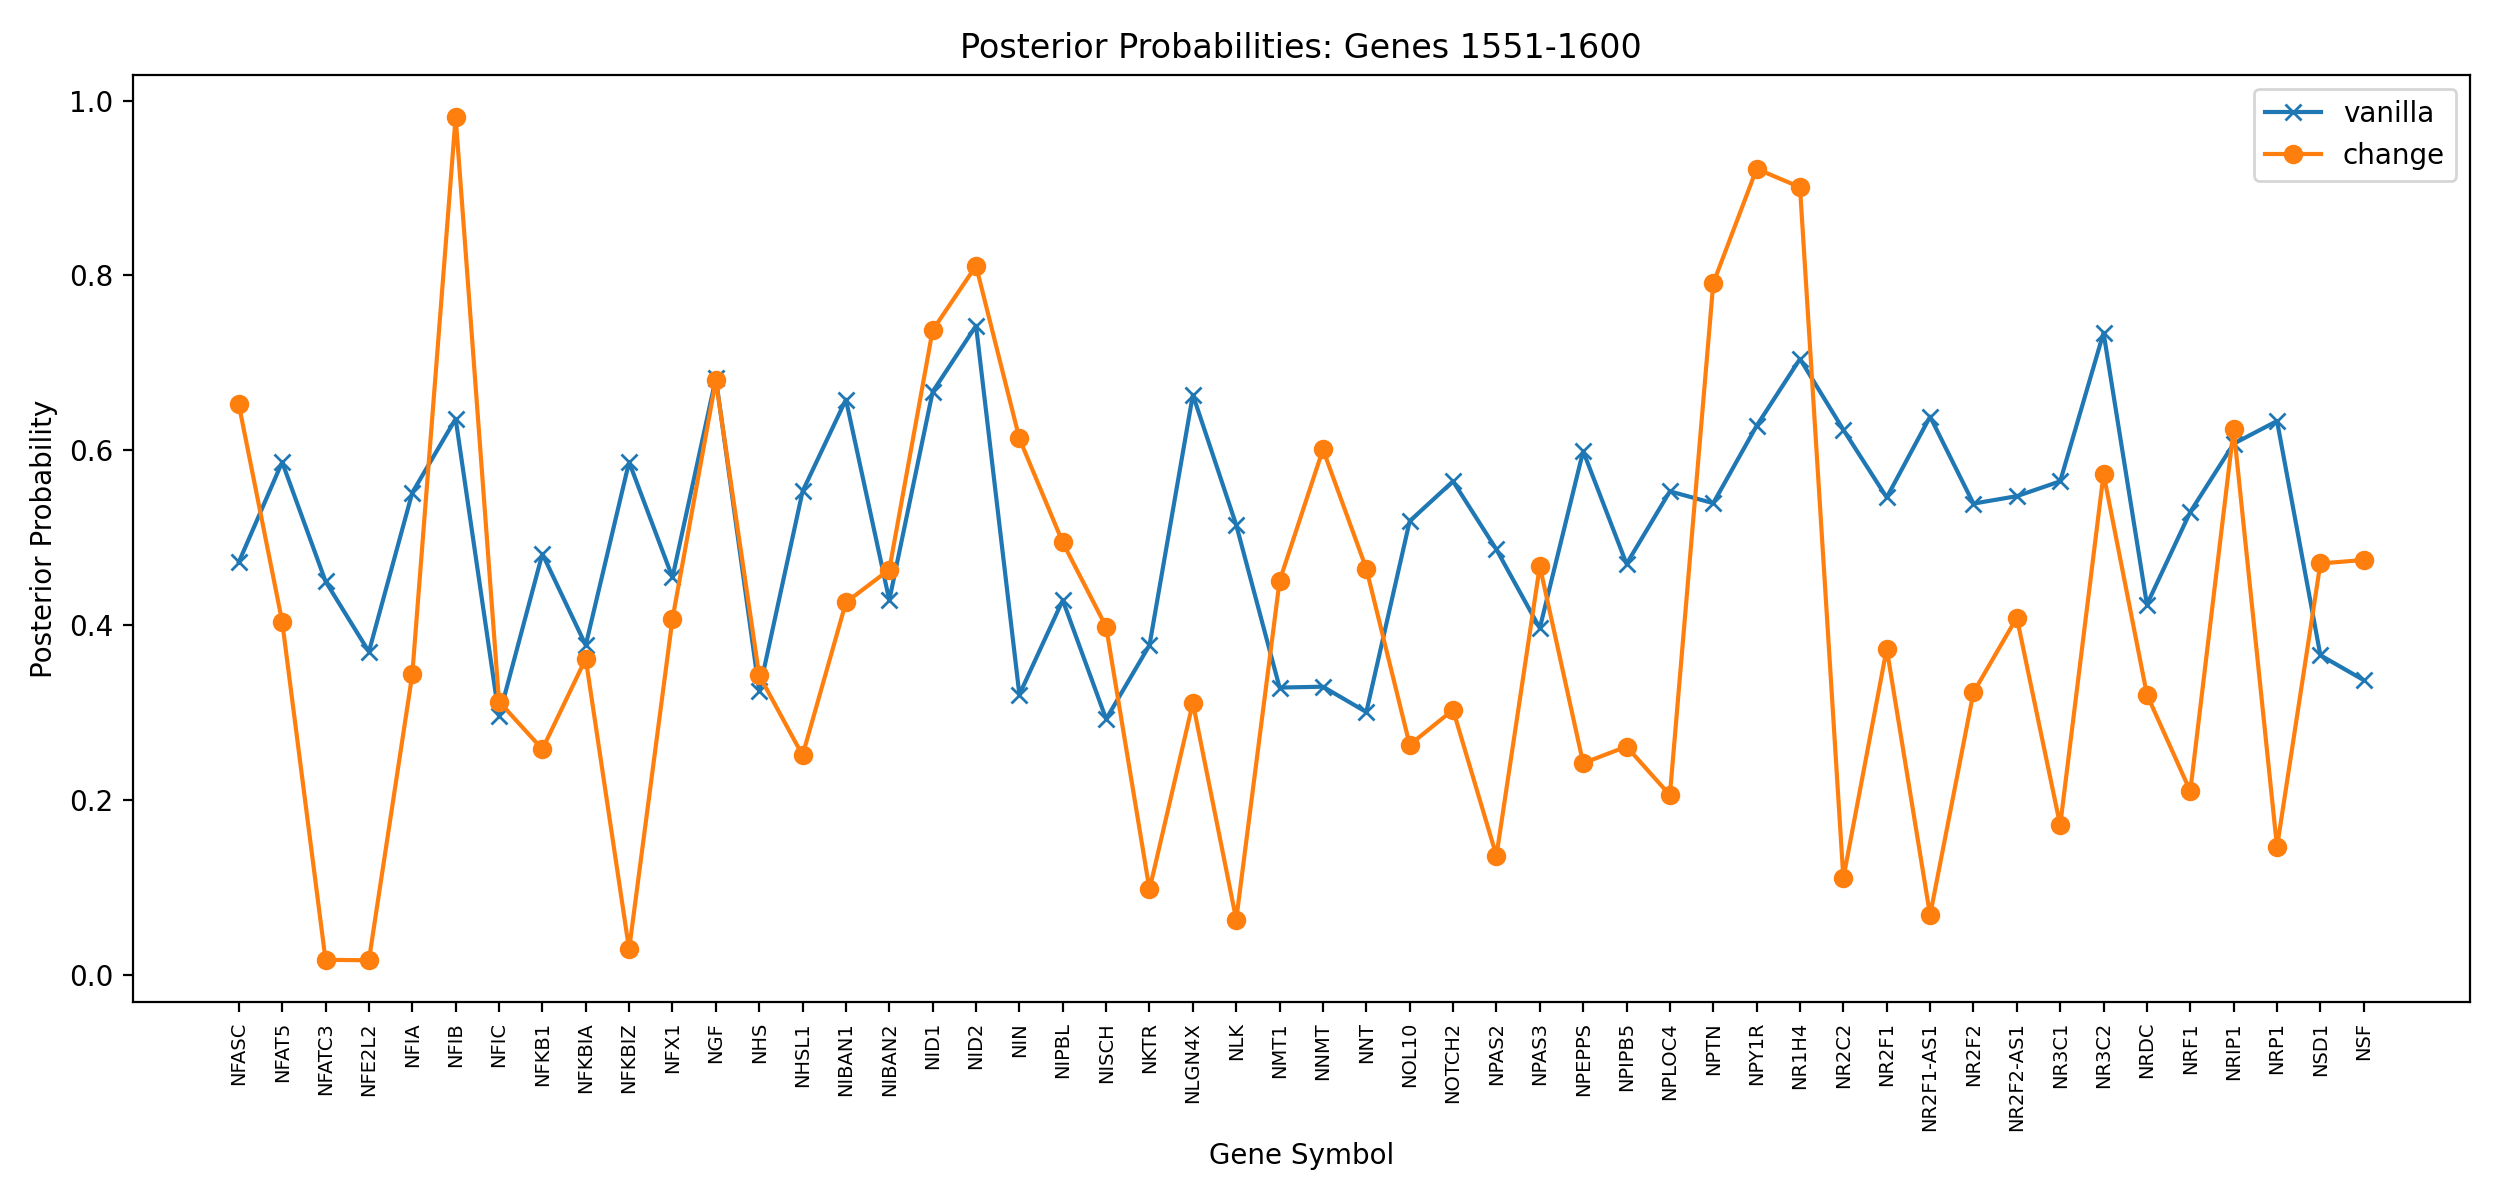 Posterior Probabilities: Genes 1551-1600
vanilla
change
Posterior Probability
1.0
0.8
0.6
0.4
0.2
0.0
NFASC
NFAT5
NFATC3
NFE2L2
NFIA
NFIB
NFIC
NFKB1
NFKBIA
NFKBIZ
NFX1
NGF
NHS
NHSL1
NIBAN1
NIBAN2
NID1
NID2
NIN
NIPBL
NISCH
NKTR
NLGN4X
NLK
NMT1
NNMT
NNT
NOL10
NOTCH2
NPAS2
NPAS3
NPEPPS
NPIPB5
NPLOC4
NPTN
NPY1R
NR1H4
NR2C2
NR2F1
NR2F1-AS1
NR2F2
NR2F2-AS1
NR3C1
NR3C2
NRDC
NRF1
NRIP1
NRP1
NSD1
NSF
Gene Symbol